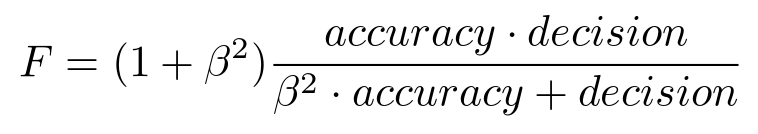 F = (1 + β²) accuracy · decision / β² · accuracy + decision